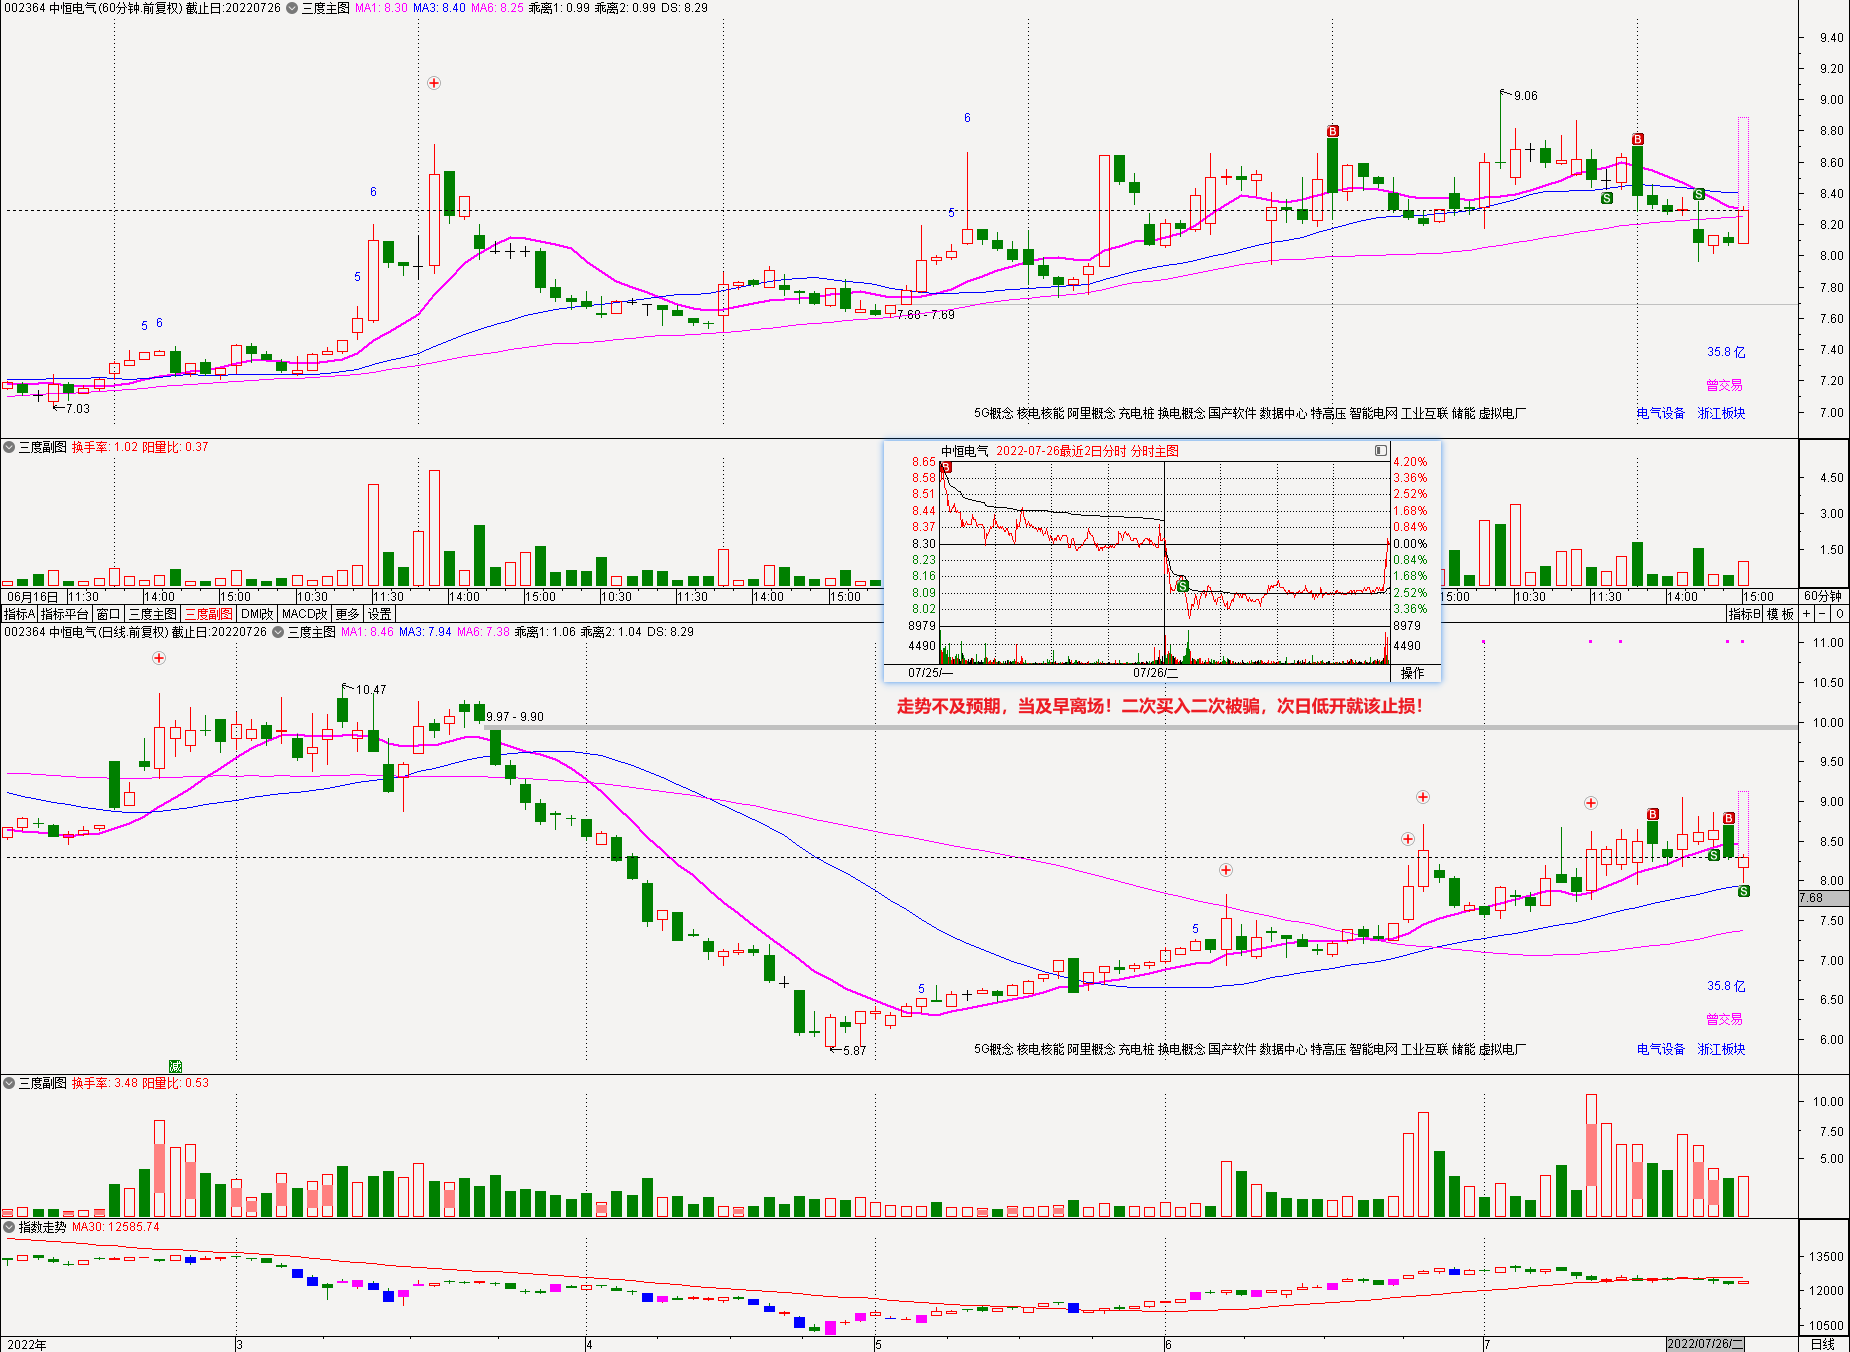 002364 中恒电气(60分钟.前复权) 截止日:20220726 三度主图 MA1: 8.30 MA3: 8.40 MA6: 8.25 乖离1: 0.99 乖离2: 0.99 DS: 8.29
9.40
9.20
9.06
9.00
B
6
8.80
B
8.60
6
S
S
8.40
5
8.20
5
8.00
7.80
5 6
7.60 - 7.69
7.60
35.8 亿
7.40
曾交易
7.20
7.03
5G概念 核电核能 阿里概念 充电桩 换电概念 国产软件 数据中心 特高压 智能电网 工业互联 储能 虚拟电厂
电气设备 浙江板块
7.00
三度副图 换手率: 1.02 阳量比: 0.37
4.50
3.00
1.50
中恒电气 2022-07-26最近2日分时 分时主图
8.65 B 4.20%
8.58 3.36%
8.51 2.52%
8.44 1.68%
8.37 0.84%
8.30 0.00%
8.23 0.84%
8.16 S 1.68%
8.09 2.52%
8.02 3.36%
8979 8979
4490 4490
07/25/一 07/26/二 操作
06月16日 11:30 14:00 15:00 10:30 11:30 14:00 15:00 10:30 11:30 14:00 15:00 15:00 10:30 11:30 14:00 15:00 60分钟
指标A 指标平台 窗口 三度主图 三度副图 DM改 MACD改 更多 设置 指标B 模板 + - 0
002364 中恒电气(日线.前复权) 截止日:20220726 三度主图 MA1: 8.46 MA3: 7.94 MA6: 7.38 乖离1: 1.06 乖离2: 1.04 DS: 8.29
11.00
10.47
10.50
走势不及预期，当及早离场！二次买入二次被骗，次日低开就该止损！
9.97 - 9.90
10.00
9.50
9.00
B
B
8.50
S
8.00
S
7.68
5
7.50
7.00
5
35.8 亿
6.50
曾交易
6.00
5.87
5G概念 核电核能 阿里概念 充电桩 换电概念 国产软件 数据中心 特高压 智能电网 工业互联 储能 虚拟电厂
电气设备 浙江板块
减
三度副图 换手率: 3.48 阳量比: 0.53
10.00
7.50
5.00
指数走势 MA30: 12585.74
13500
12000
10500
2022年 3 4 5 6 7 2022/07/26/二 日线